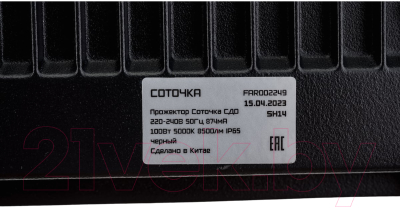 СОТОЧКА FAR002249
15.04.2023
SH14
Прожектор Соточка СДО
220-240В 50Гц 874мА
100Вт 5000К 8500лм IP65
черный
Сделано в Китае
EAC